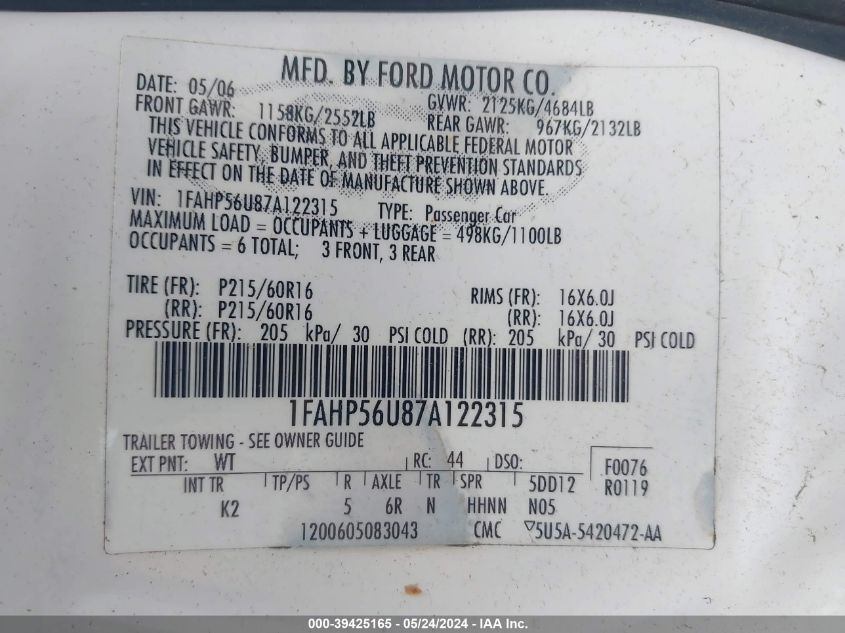 MFD. BY FORD MOTOR CO.
DATE: 05/06 GVWR: 2125KG/4684LB
FRONT GAWR: 1158KG/2552LB REAR GAWR: 967KG/2132LB
THIS VEHICLE CONFORMS TO ALL APPLICABLE FEDERAL MOTOR
VEHICLE SAFETY, BUMPER, AND THEFT PREVENTION STANDARDS
IN EFFECT ON THE DATE OF MANUFACTURE SHOWN ABOVE.
VIN: 1FAHP56U87A122315 TYPE: Passenger Car
MAXIMUM LOAD = OCCUPANTS + LUGGAGE = 498KG/1100LB
OCCUPANTS = 6 TOTAL; 3 FRONT, 3 REAR
TIRE (FR): P215/60R16 RIMS (FR): 16X6.0J
(RR): P215/60R16 (RR): 16X6.0J
PRESSURE (FR): 205 kPa/ 30 PSI COLD (RR): 205 kPa/ 30 PSI COLD
1FAHP56U87A122315
TRAILER TOWING - SEE OWNER GUIDE
EXT PNT: WT RC: 44 DSO: F0076
INT TR TP/PS R AXLE TR SPR 5DD12 R0119
K2 5 6R N HHNN N05
1200605083043 CMC ▽5U5A-5420472-AA
000-39425165 - 05/24/2024 - IAA Inc.